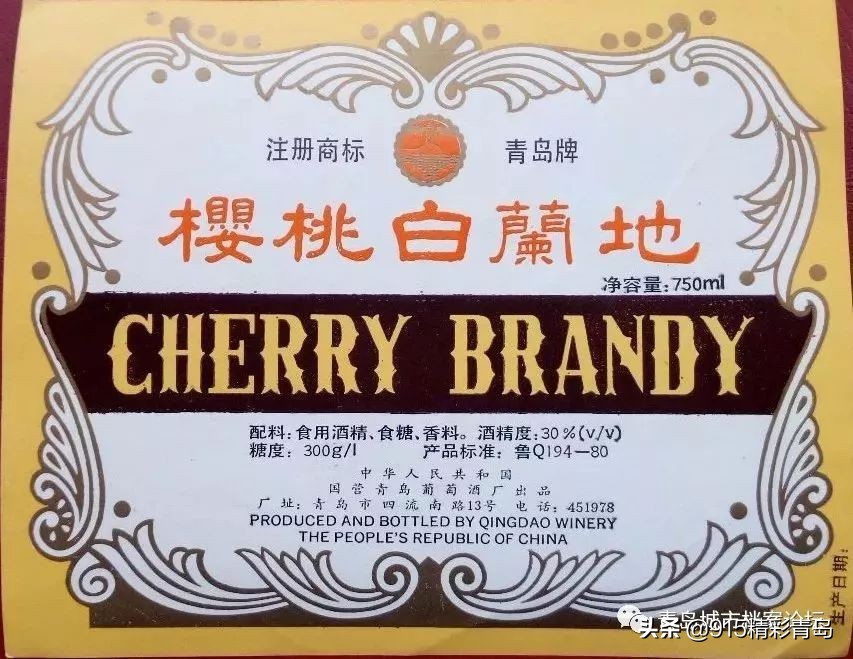 注册商标 青岛牌
櫻桃白蘭地
净容量:750ml
CHERRY BRANDY
配料:食用酒精、食糖、香料。酒精度:30%(v/v)
糖度:300g/l 产品标准:鲁Q194—80
中华人民共和国
国营青岛葡萄酒厂出品
厂址:青岛市四流南路13号 电话:451978
PRODUCED AND BOTTLED BY QINGDAO WINERY
THE PEOPLE'S REPUBLIC OF CHINA
生产日期:
青岛城市档案论坛
头条@915精彩青岛